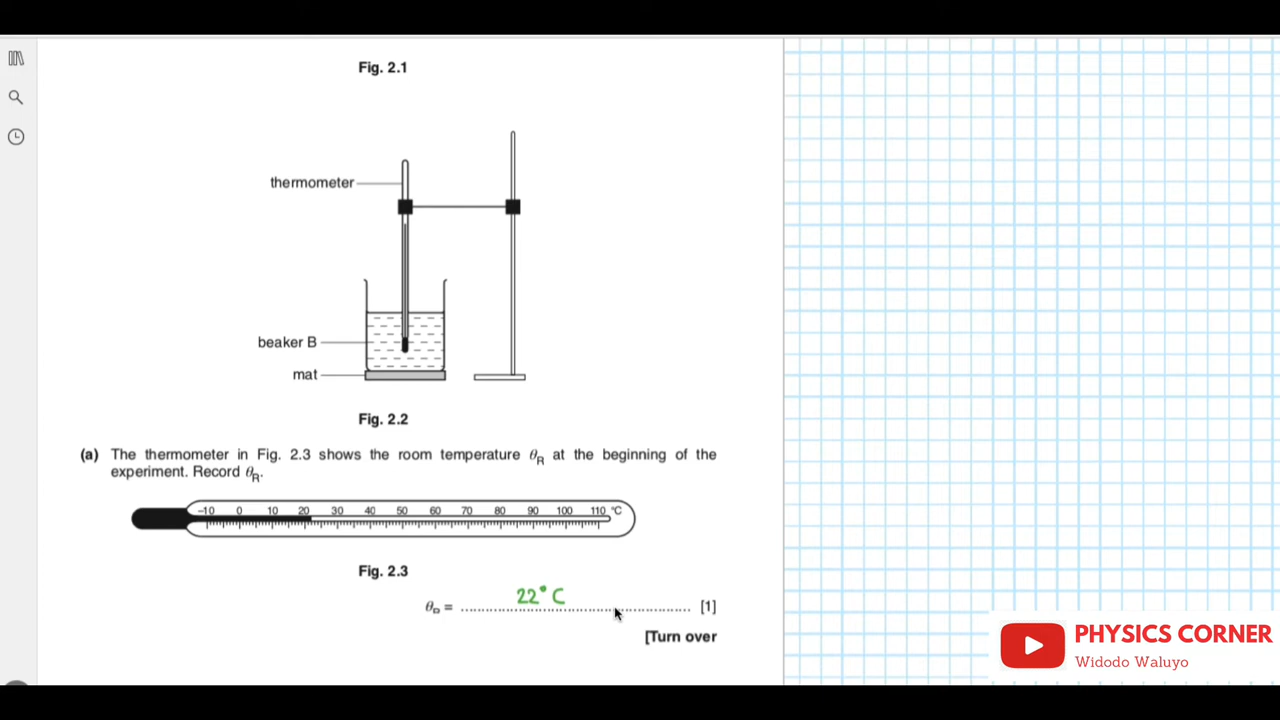 Fig. 2.1
thermometer
beaker B
mat
Fig. 2.2
(a) The thermometer in Fig. 2.3 shows the room temperature θR at the beginning of the
experiment. Record θR.
–10 0 10 20 30 40 50 60 70 80 90 100 110 °C
Fig. 2.3
22° C
θR = .................................................. [1]
[Turn over
PHYSICS CORNER
Widodo Waluyo